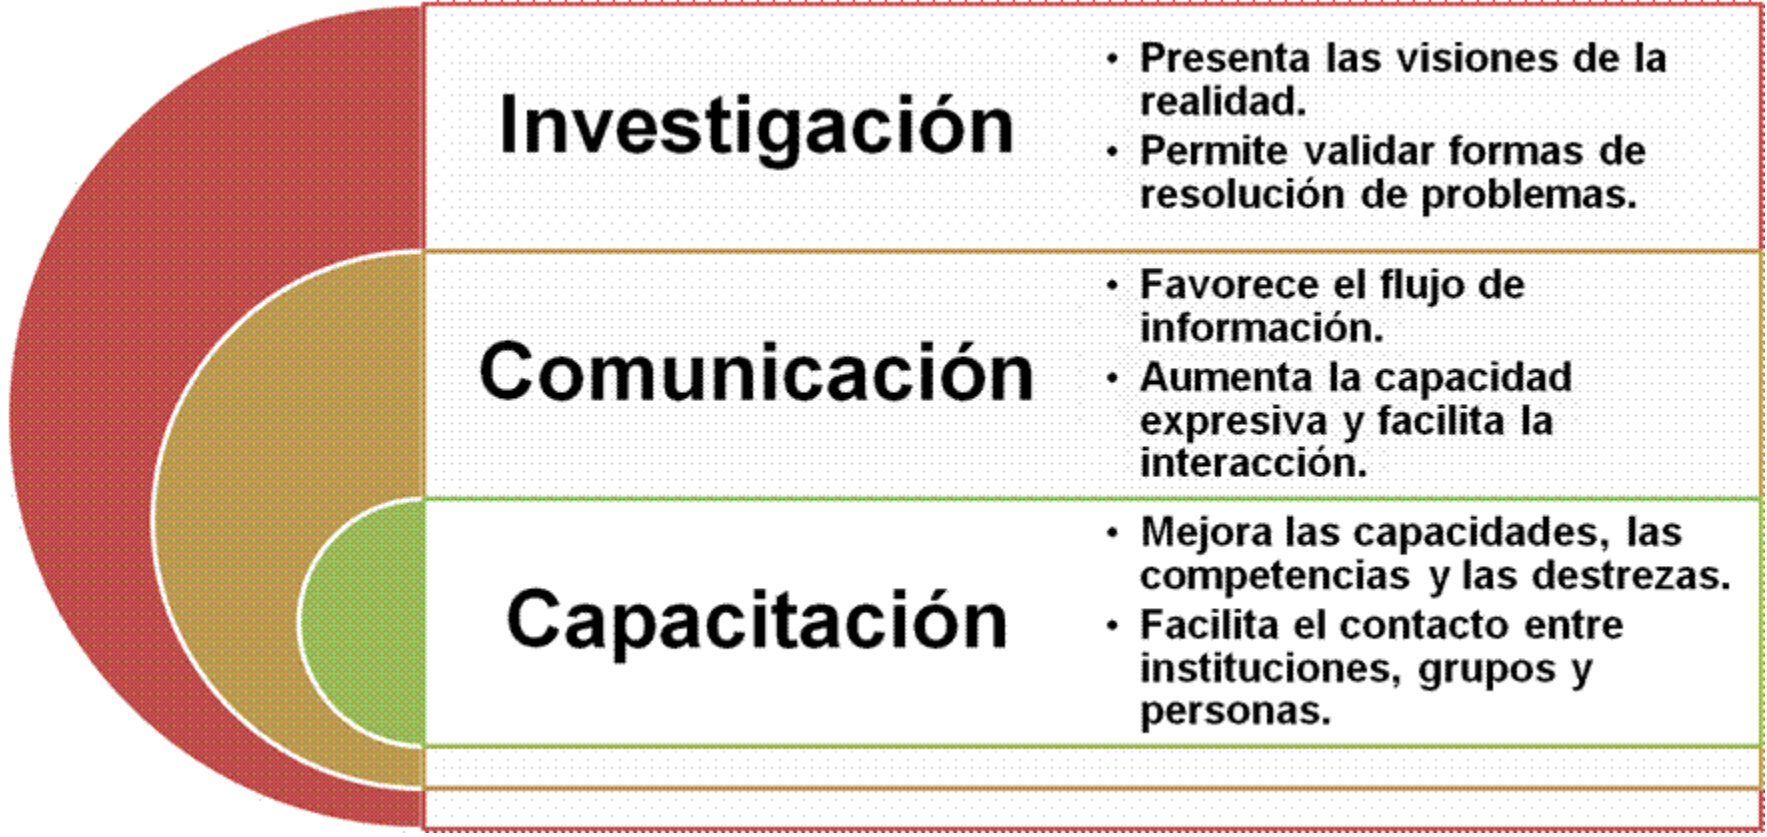 Investigación
• Presenta las visiones de la
realidad.
• Permite validar formas de
resolución de problemas.
Comunicación
• Favorece el flujo de
información.
• Aumenta la capacidad
expresiva y facilita la
interacción.
Capacitación
• Mejora las capacidades, las
competencias y las destrezas.
• Facilita el contacto entre
instituciones, grupos y
personas.